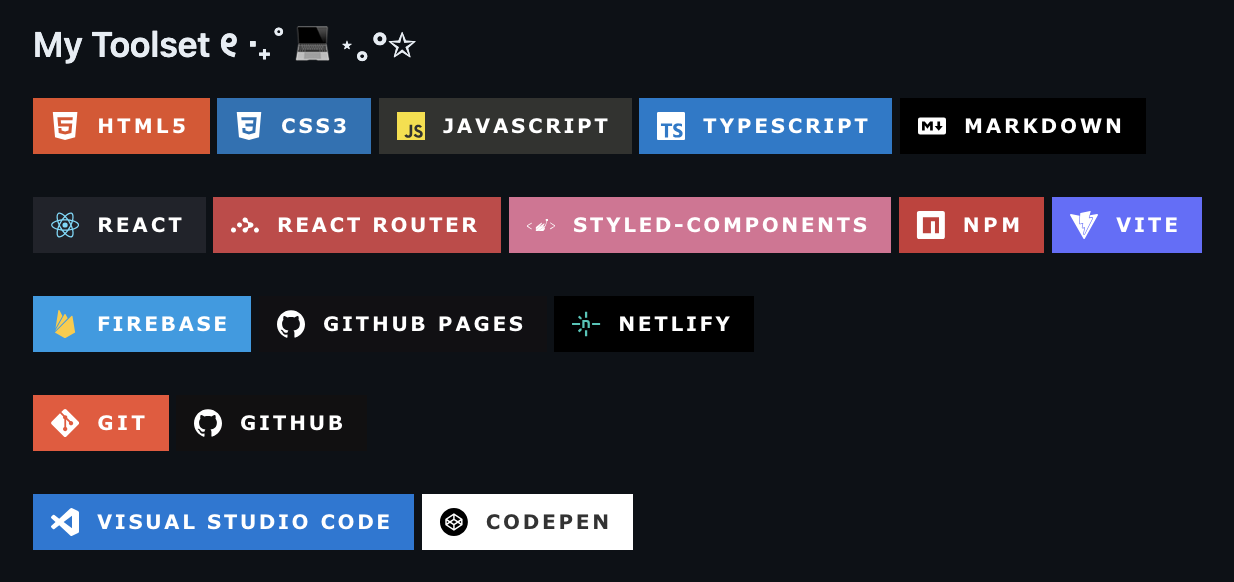 My Toolset ୧ ‧₊˚ 💻 ⋆｡°☆
HTML5 CSS3 JS JAVASCRIPT TS TYPESCRIPT M MARKDOWN
REACT REACT ROUTER STYLED-COMPONENTS NPM VITE
FIREBASE GITHUB PAGES n NETLIFY
GIT GITHUB
VISUAL STUDIO CODE CODEPEN